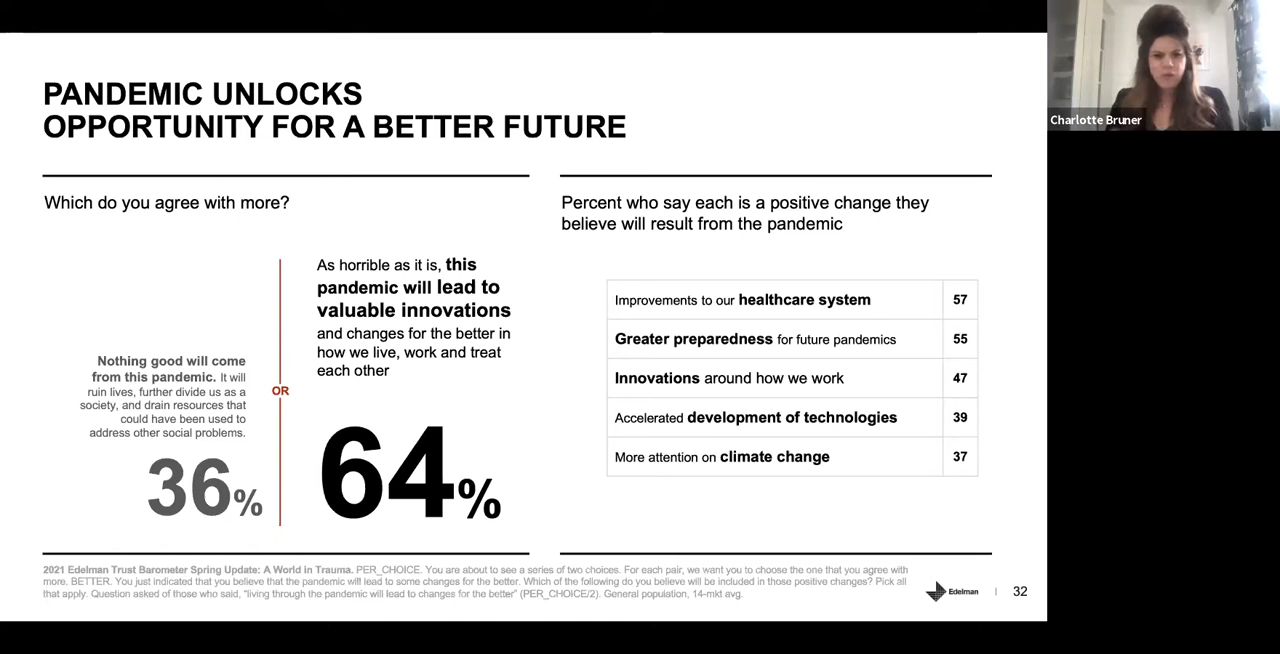 PANDEMIC UNLOCKS
OPPORTUNITY FOR A BETTER FUTURE
Charlotte Bruner
Which do you agree with more?
Nothing good will come
from this pandemic. It will
ruin lives, further divide us as a
society, and drain resources that
could have been used to
address other social problems.
36%
OR
As horrible as it is, this
pandemic will lead to
valuable innovations
and changes for the better in
how we live, work and treat
each other
64%
Percent who say each is a positive change they
believe will result from the pandemic
Improvements to our healthcare system 57
Greater preparedness for future pandemics 55
Innovations around how we work 47
Accelerated development of technologies 39
More attention on climate change 37
2021 Edelman Trust Barometer Spring Update: A World in Trauma. PER_CHOICE. You are about to see a series of two choices. For each pair, we want you to choose the one that you agree with
more. BETTER. You just indicated that you believe that the pandemic will lead to some changes for the better. Which of the following do you believe will be included in those positive changes? Pick all
that apply. Question asked of those who said, “living through the pandemic will lead to changes for the better” (PER_CHOICE/2). General population, 14-mkt avg.
Edelman | 32